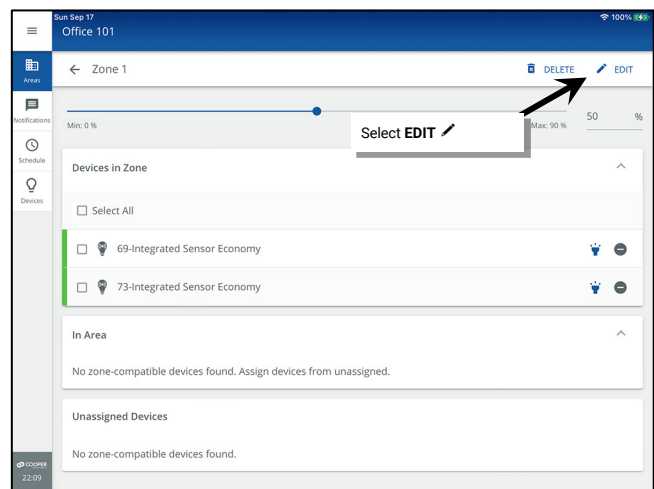 Sun Sep 17
100%
Office 101
Areas
Notifications
Schedule
Devices
Zone 1
DELETE
EDIT
Min: 0 %
Max: 90 %
50 %
Select EDIT
Devices in Zone
Select All
69-Integrated Sensor Economy
73-Integrated Sensor Economy
In Area
No zone-compatible devices found. Assign devices from unassigned.
Unassigned Devices
No zone-compatible devices found.
COOPER
22:09